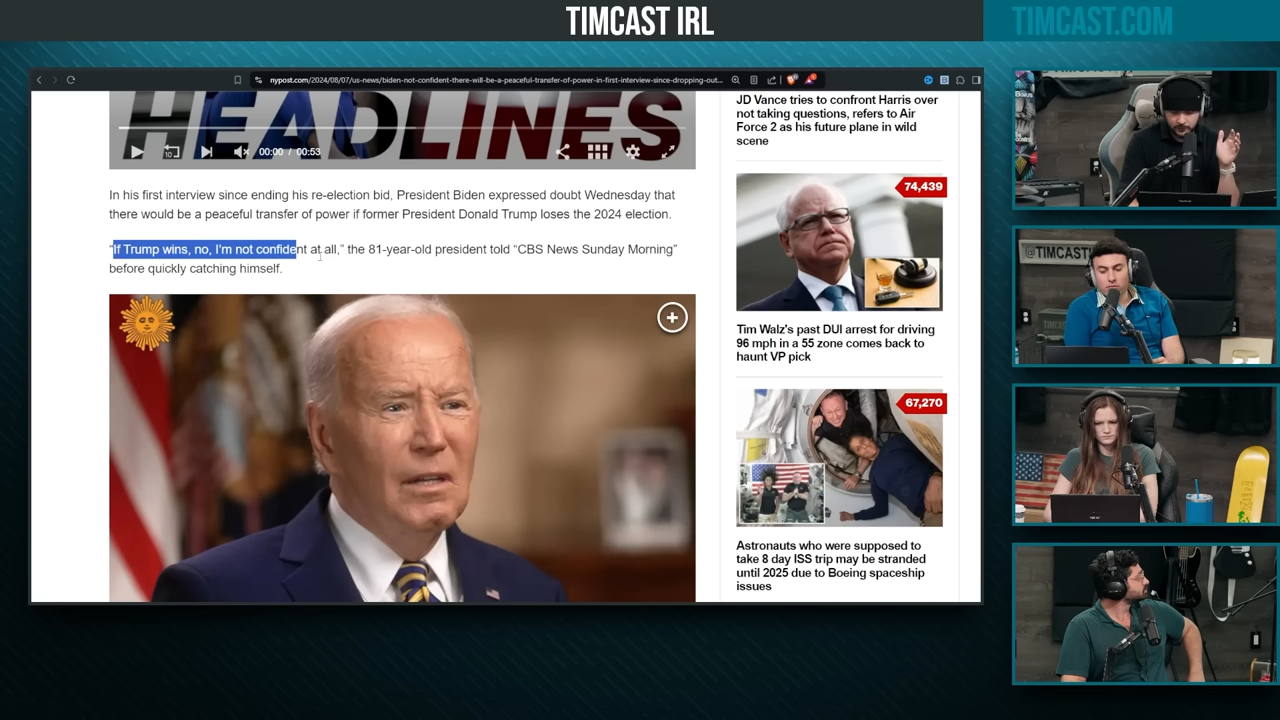 TIMCAST IRL
TIMCAST.COM
nypost.com/2024/08/07/us-news/biden-not-confident-there-will-be-a-peaceful-transfer-of-power-in-first-interview-since-dropping-out...
HEADLINES
00:00 / 00:53
In his first interview since ending his re-election bid, President Biden expressed doubt Wednesday that
there would be a peaceful transfer of power if former President Donald Trump loses the 2024 election.
“If Trump wins, no, I'm not confident at all,” the 81-year-old president told “CBS News Sunday Morning”
before quickly catching himself.
JD Vance tries to confront Harris over
not taking questions, refers to Air
Force 2 as his future plane in wild
scene
74,439
Tim Walz's past DUI arrest for driving
96 mph in a 55 zone comes back to
haunt VP pick
67,270
Astronauts who were supposed to
take 8 day ISS trip may be stranded
until 2025 due to Boeing spaceship
issues
@TIMCAST